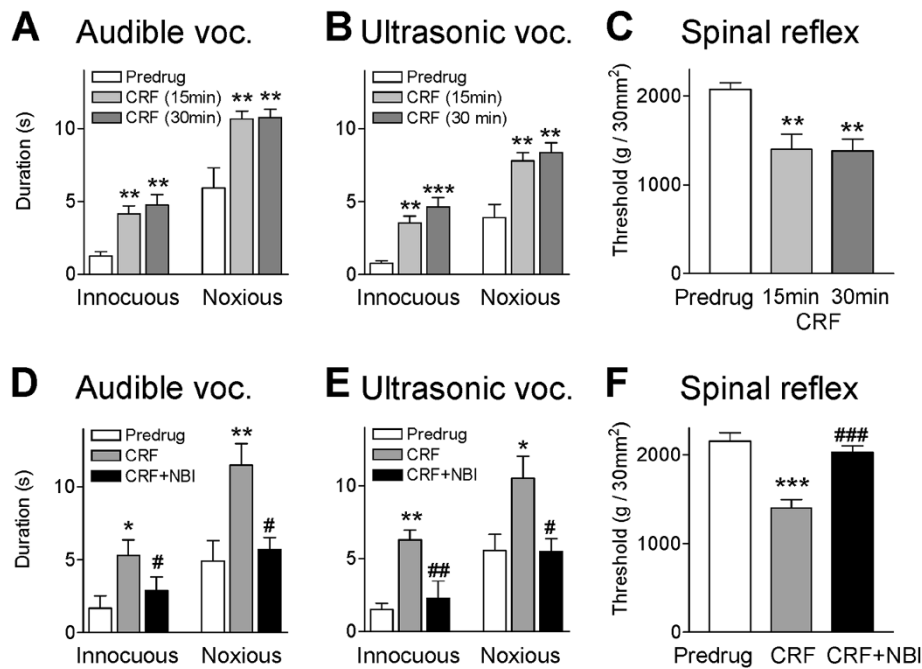 A Audible voc.
Predrug
CRF (15min)
CRF (30min)
** **
** **
Duration (s)
10
5
0
Innocuous Noxious
B Ultrasonic voc.
Predrug
CRF (15min)
CRF (30 min)
** **
** ***
10
5
0
Innocuous Noxious
C Spinal reflex
Threshold (g / 30mm²)
2000
1000
0
** **
Predrug 15min 30min
CRF
D Audible voc.
Predrug
CRF
CRF+NBI
**
* #
#
Duration (s)
10
5
0
Innocuous Noxious
E Ultrasonic voc.
Predrug
CRF
CRF+NBI
*
** #
##
10
5
0
Innocuous Noxious
F Spinal reflex
Threshold (g / 30mm²)
2000
1000
0
###
***
Predrug CRF CRF+NBI